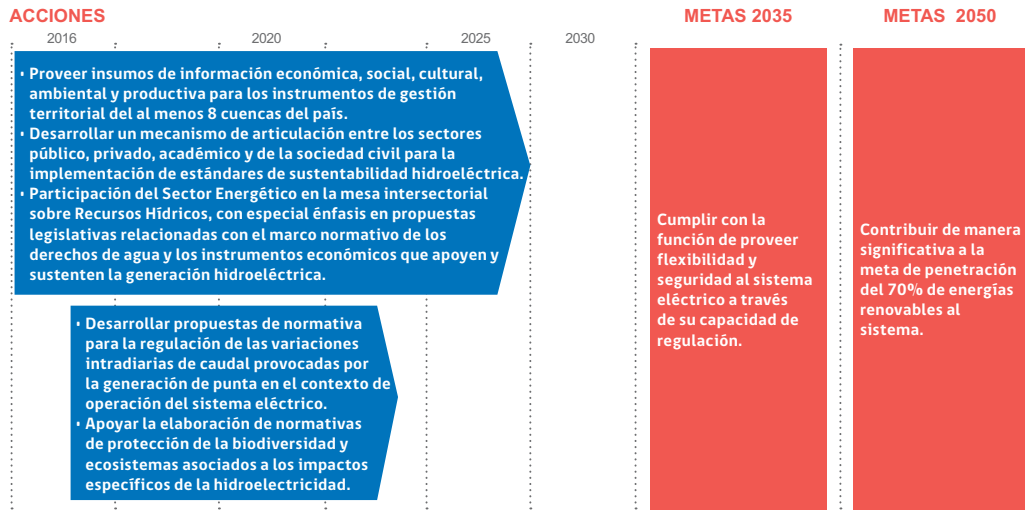 ACCIONES
METAS 2035
METAS 2050
2016
2020
2025
2030
• Proveer insumos de información económica, social, cultural,
ambiental y productiva para los instrumentos de gestión
territorial del al menos 8 cuencas del país.
• Desarrollar un mecanismo de articulación entre los sectores
público, privado, académico y de la sociedad civil para la
implementación de estándares de sustentabilidad hidroeléctrica.
• Participación del Sector Energético en la mesa intersectorial
sobre Recursos Hídricos, con especial énfasis en propuestas
legislativas relacionadas con el marco normativo de los
derechos de agua y los instrumentos económicos que apoyen y
sustenten la generación hidroeléctrica.
• Desarrollar propuestas de normativa
para la regulación de las variaciones
intradiarias de caudal provocadas por
la generación de punta en el contexto de
operación del sistema eléctrico.
• Apoyar la elaboración de normativas
de protección de la biodiversidad y
ecosistemas asociados a los impactos
específicos de la hidroelectricidad.
Cumplir con la
función de proveer
flexibilidad y
seguridad al sistema
eléctrico a través
de su capacidad de
regulación.
Contribuir de manera
significativa a la
meta de penetración
del 70% de energías
renovables al
sistema.